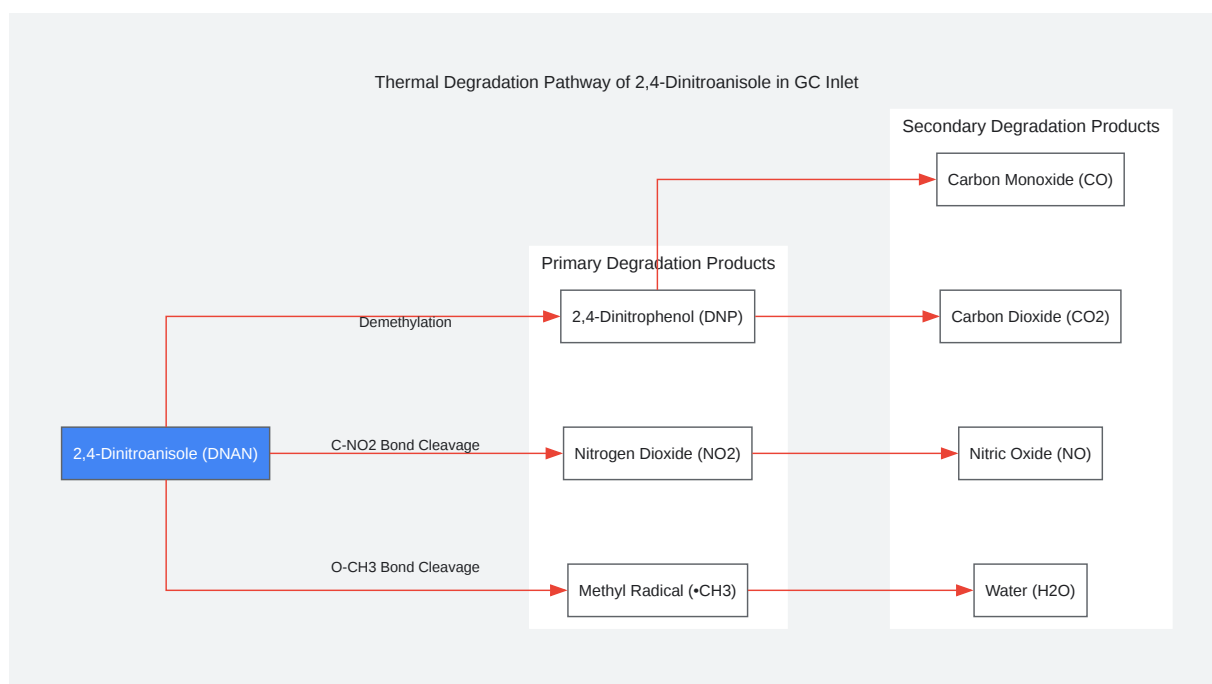 Thermal Degradation Pathway of 2,4-Dinitroanisole in GC Inlet
Secondary Degradation Products
Carbon Monoxide (CO)
Primary Degradation Products
2,4-Dinitrophenol (DNP)
Carbon Dioxide (CO2)
Demethylation
2,4-Dinitroanisole (DNAN)
C-NO2 Bond Cleavage
Nitrogen Dioxide (NO2)
Nitric Oxide (NO)
O-CH3 Bond Cleavage
Methyl Radical (•CH3)
Water (H2O)